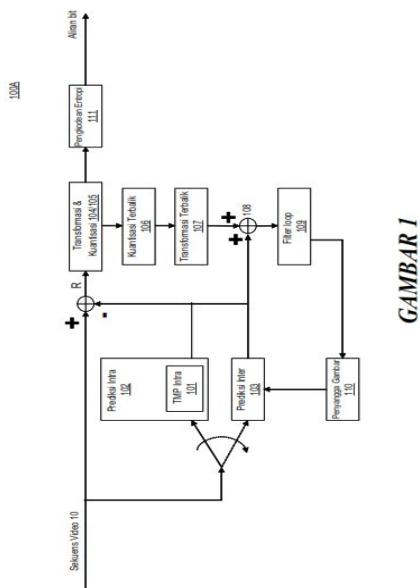 100A
Sekuens Video 10
+
-
R
Transformasi &
Kuantisasi 104/105
Pengkodean Entropi
111
Aliran bit
Prediksi Intra
102
TMP Intra
101
Kuantisasi Terbalik
106
Transformasi Terbalik
107
Prediksi Inter
103
+
+
108
Filter loop
109
Penyangga Gambar
110
GAMBAR 1